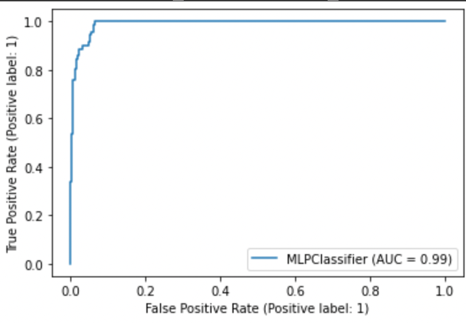 1.0
0.8
0.6
0.4
0.2
0.0
True Positive Rate (Positive label: 1)
MLPClassifier (AUC = 0.99)
0.0 0.2 0.4 0.6 0.8 1.0
False Positive Rate (Positive label: 1)